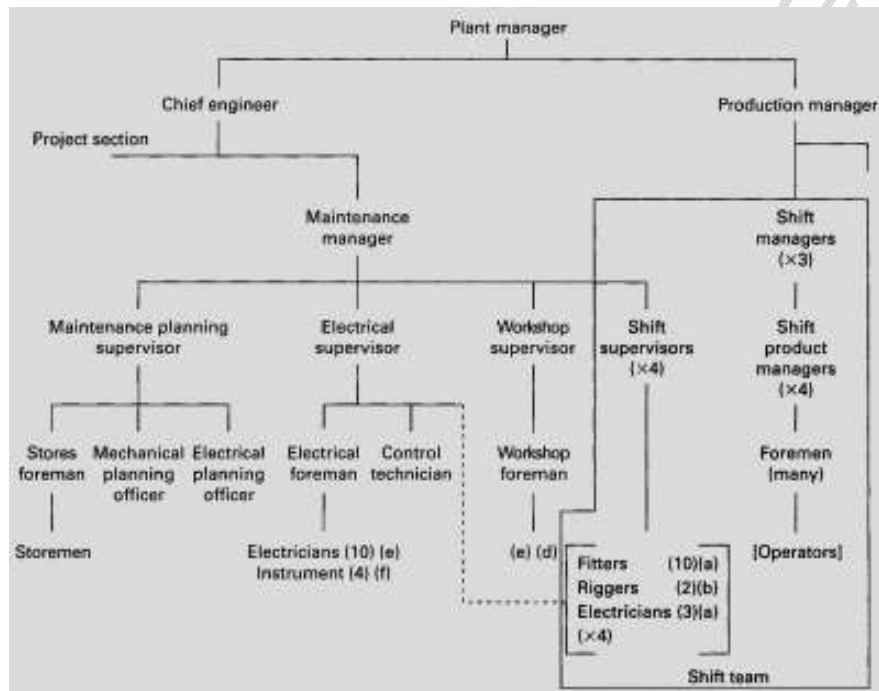 Plant manager
Chief engineer
Production manager
Project section
Maintenance
manager
Shift
managers
(×3)
Maintenance planning
supervisor
Electrical
supervisor
Workshop
supervisor
Shift
supervisors
(×4)
Shift
product
managers
(×4)
Stores
foreman
Mechanical
planning
officer
Electrical
planning
officer
Electrical
foreman
Control
technician
Workshop
foreman
Foremen
(many)
Storemen
Electricians (10) (e)
Instrument (4) (f)
(e) (d)
Fitters (10)(a)
Riggers (2)(b)
Electricians (3)(a)
(×4)
[Operators]
Shift team